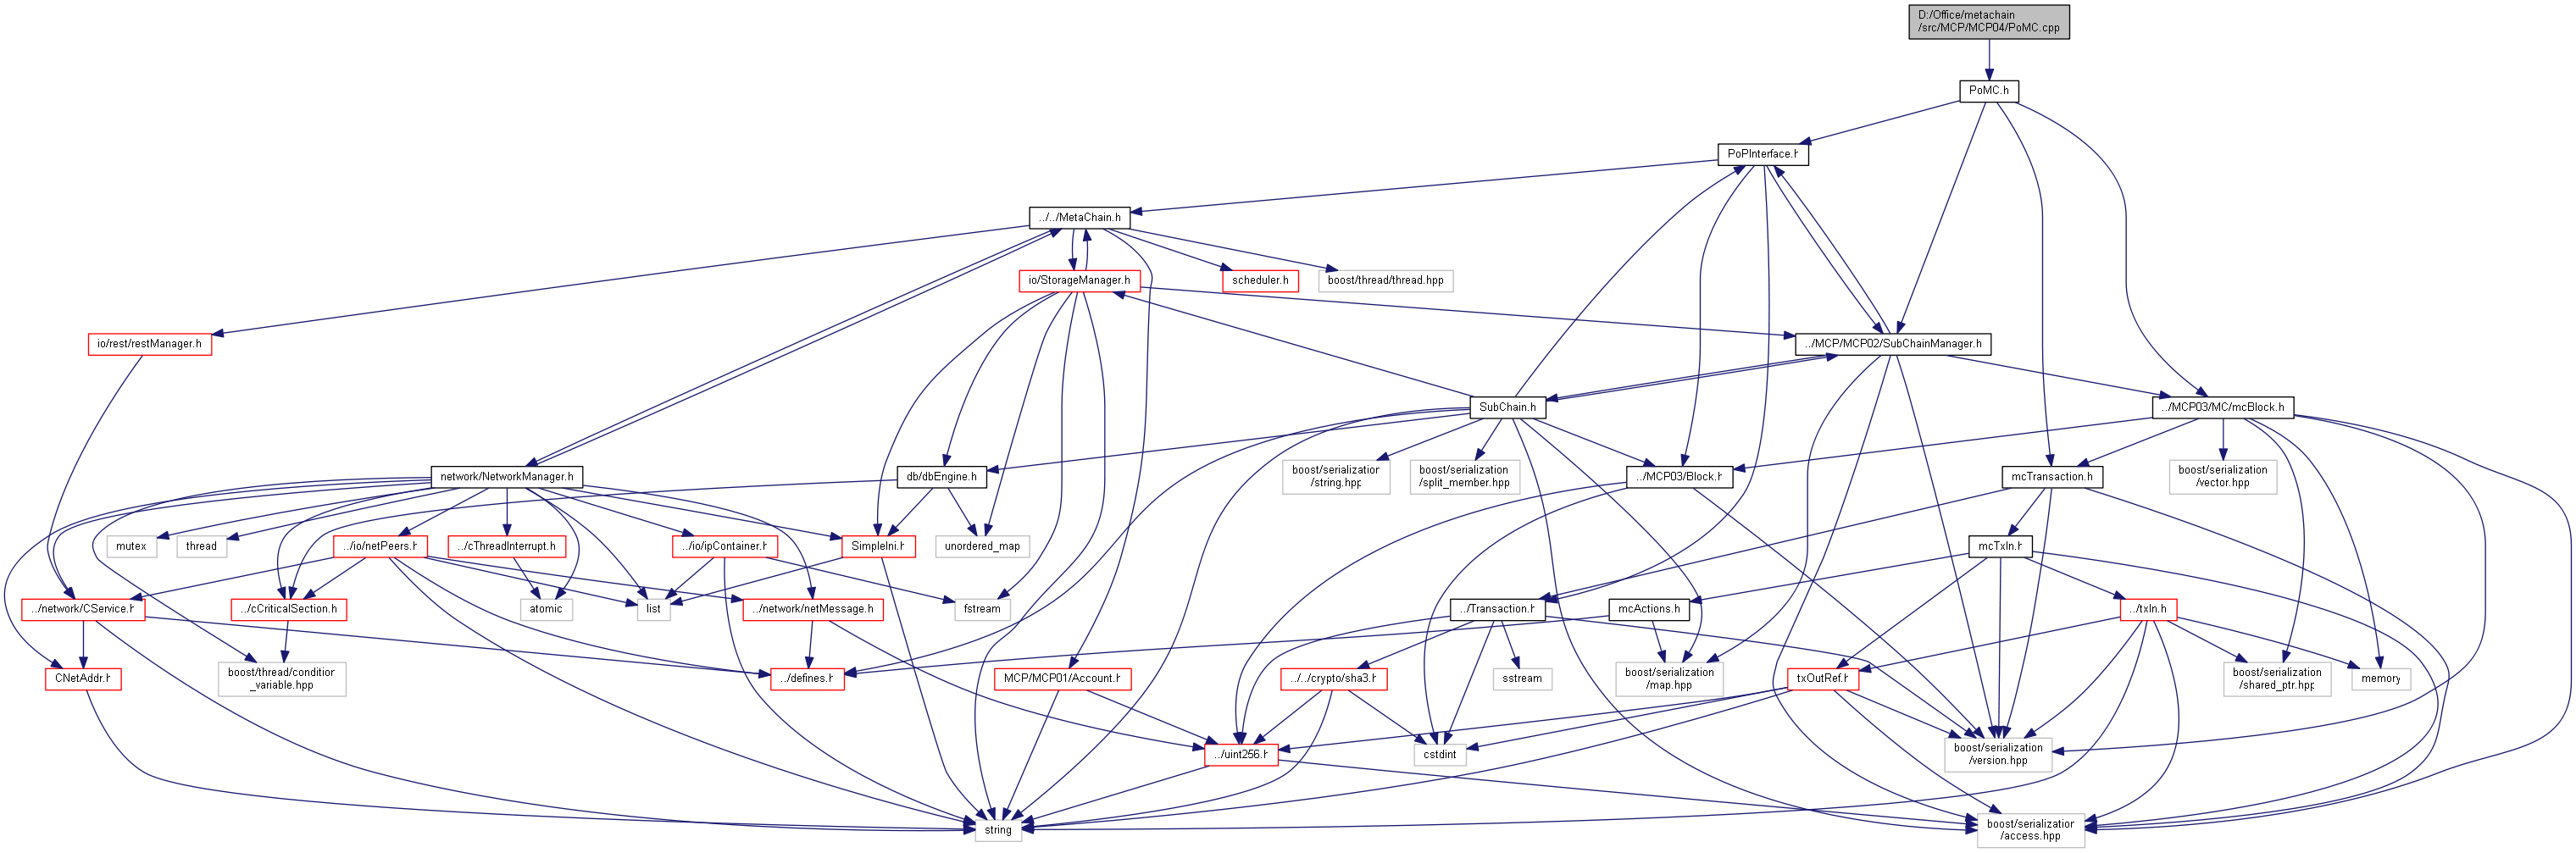 D:/Office/metachain
/src/MCP/MCP04/PoMC.cpp
PoMC.h
PoPInterface.h
../../MetaChain.h
io/StorageManager.h
scheduler.h
boost/thread/thread.hpp
io/rest/restManager.h
../MCP/MCP02/SubChainManager.h
SubChain.h
../MCP03/MC/mcBlock.h
network/NetworkManager.h
db/dbEngine.h
boost/serialization
/string.hpp
boost/serialization
/split_member.hpp
../MCP03/Block.h
mcTransaction.h
boost/serialization
/vector.hpp
mutex
thread
../io/netPeers.h
../cThreadInterrupt.h
../io/ipContainer.h
SimpleIni.h
unordered_map
mcTxIn.h
../network/CService.h
../cCriticalSection.h
atomic
list
../network/netMessage.h
fstream
../Transaction.h
mcActions.h
../txIn.h
CNetAddr.h
boost/thread/condition
_variable.hpp
../defines.h
MCP/MCP01/Account.h
../../crypto/sha3.h
sstream
boost/serialization
/map.hpp
txOutRef.h
boost/serialization
/shared_ptr.hpp
memory
../uint256.h
cstdint
boost/serialization
/version.hpp
string
boost/serialization
/access.hpp